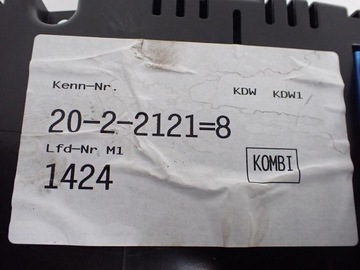 Kenn-Nr.
KDW KDW1
20-2-2121=8
Lfd-Nr M1
1424
KOMBI